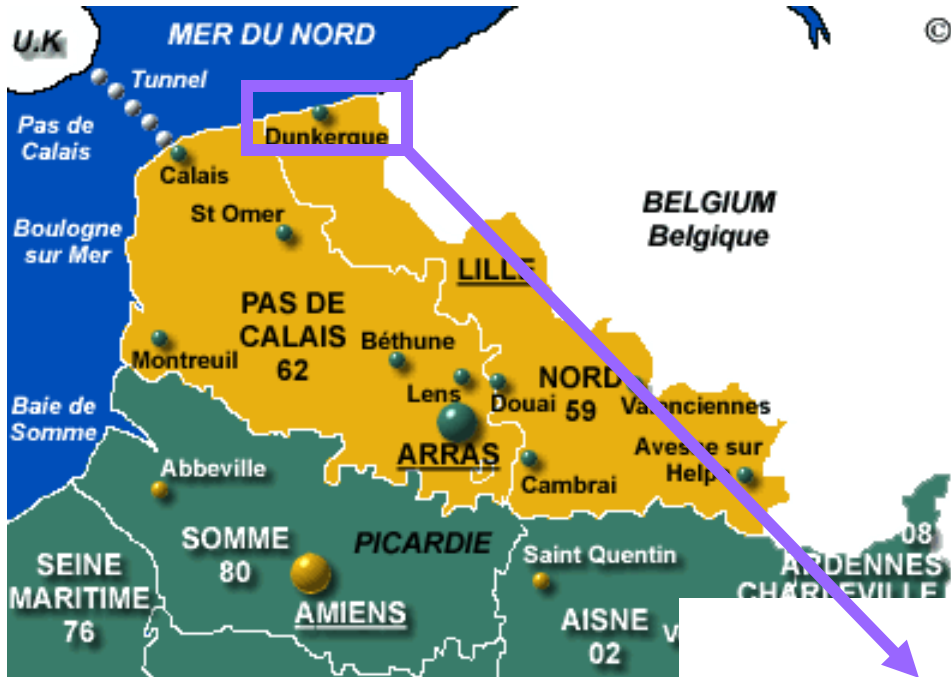 U.K
MER DU NORD
©
Tunnel
Pas de
Calais
Dunkerque
Calais
St Omer
Boulogne
sur Mer
BELGIUM
Belgique
LILLE
PAS DE
CALAIS
62
Béthune
Montreuil
Lens
Douai
NORD
59
Valenciennes
Baie de
Somme
ARRAS
Avesne sur
Helpe
Abbeville
Cambrai
SOMME
80
PICARDIE
Saint Quentin
08
ARDENNES
CHARLEVILLE
SEINE
MARITIME
76
AMIENS
AISNE
02